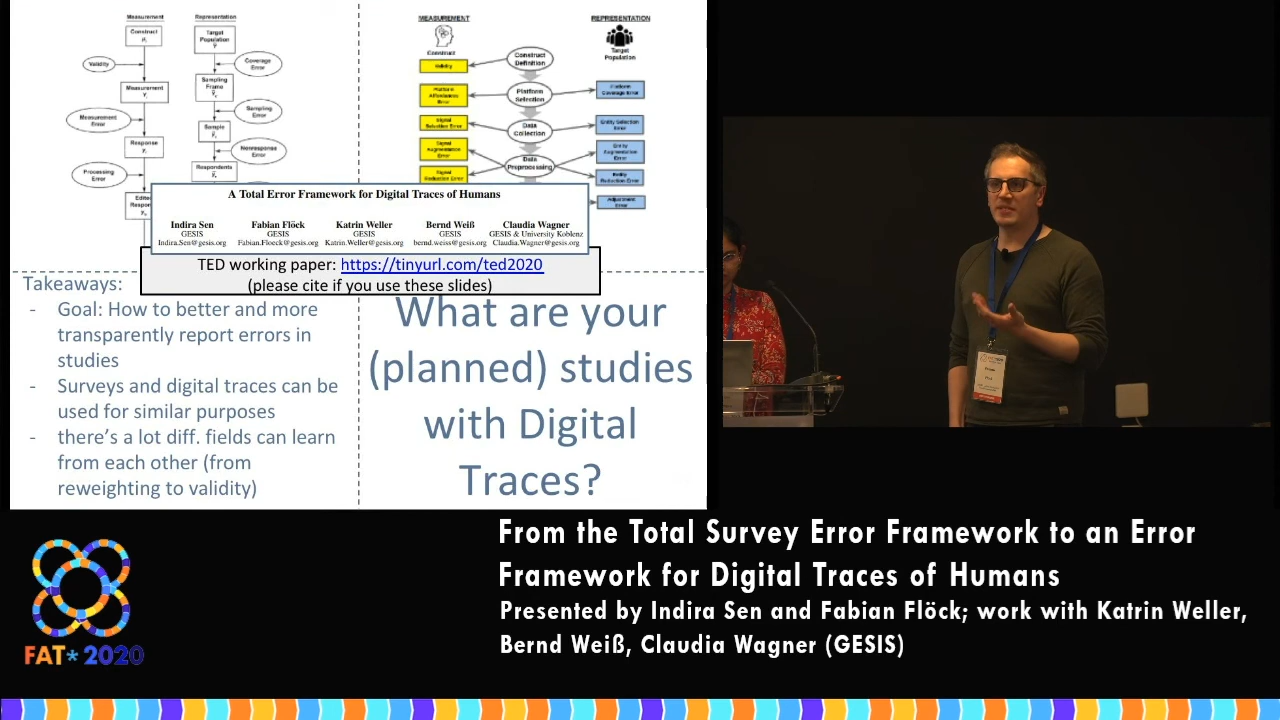 Measurement
Representation
Construct
Target
Population
Validity
Coverage
Error
Measurement
Sampling
Frame
Measurement
Error
Sampling
Error
Response
Sample
Processing
Error
Nonresponse
Error
Respondents
MEASUREMENT
REPRESENTATION
Construct
Target
Population
Validity
Construct
Definition
Platform
Affordances
Error
Platform
Selection
Platform
Coverage Error
Data
Collection
Entity Selection
Error
Signal
Augmentation
Error
Data
Preprocessing
Entity
Augmentation
Error
Signal
Reduction Error
Entity
Reduction Error
Adjustment
Error
A Total Error Framework for Digital Traces of Humans
Indira Sen Fabian Flöck Katrin Weller Bernd Weiß Claudia Wagner
GESIS GESIS GESIS GESIS GESIS & University Koblenz
Indira.Sen@gesis.org Fabian.Floeck@gesis.org Katrin.Weller@gesis.org bernd.weiss@gesis.org Claudia.Wagner@gesis.org
TED working paper: https://tinyurl.com/ted2020
(please cite if you use these slides)
Takeaways:
- Goal: How to better and more
transparently report errors in
studies
- Surveys and digital traces can be
used for similar purposes
- there's a lot diff. fields can learn
from each other (from
reweighting to validity)
What are your
(planned) studies
with Digital
Traces?
From the Total Survey Error Framework to an Error
Framework for Digital Traces of Humans
Presented by Indira Sen and Fabian Flöck; work with Katrin Weller,
Bernd Weiß, Claudia Wagner (GESIS)
FAT* 2020